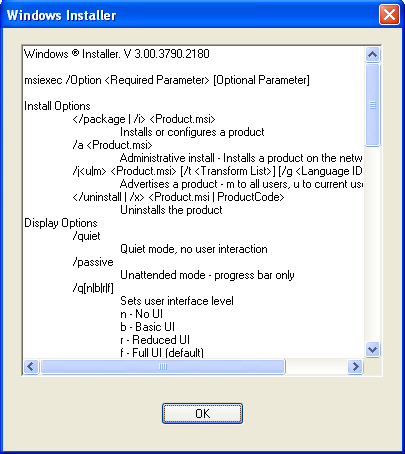 Windows Installer
Windows ® Installer. V 3.00.3790.2180
msiexec /Option <Required Parameter> [Optional Parameter]
Install Options
</package | /i> <Product.msi>
Installs or configures a product
/a <Product.msi>
Administrative install - Installs a product on the netw
/j<u|m> <Product.msi> [/t <Transform List>] [/g <Language ID
Advertises a product - m to all users, u to current use
</uninstall | /x> <Product.msi | ProductCode>
Uninstalls the product
Display Options
/quiet
Quiet mode, no user interaction
/passive
Unattended mode - progress bar only
/q[n|b|r|f]
Sets user interface level
n - No UI
b - Basic UI
r - Reduced UI
f - Full UI (default)
OK